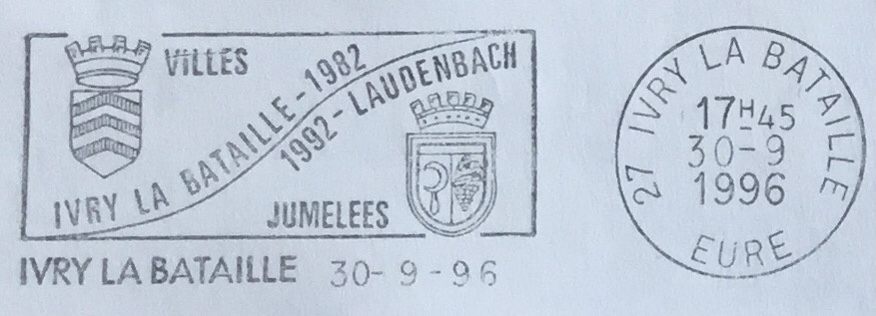 VILLES
IVRY LA BATAILLE - 1982
1992 - LAUDENBACH
JUMELEES
IVRY LA BATAILLE 30-9-96
27 IVRY LA BATAILLE
17H45
30-9
1996
EURE